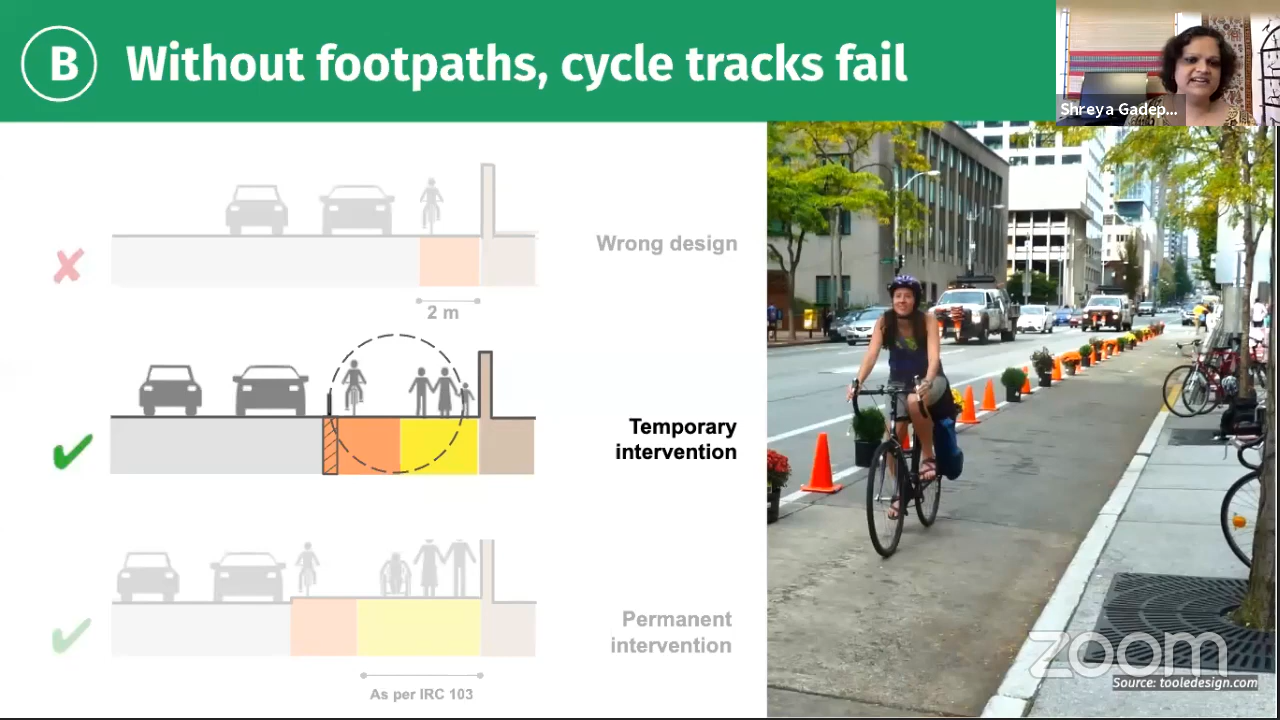 B
Without footpaths, cycle tracks fail
Shreya Gadep...
Wrong design
2 m
Temporary
intervention
Permanent
intervention
As per IRC 103
zoom
Source: tooledesign.com